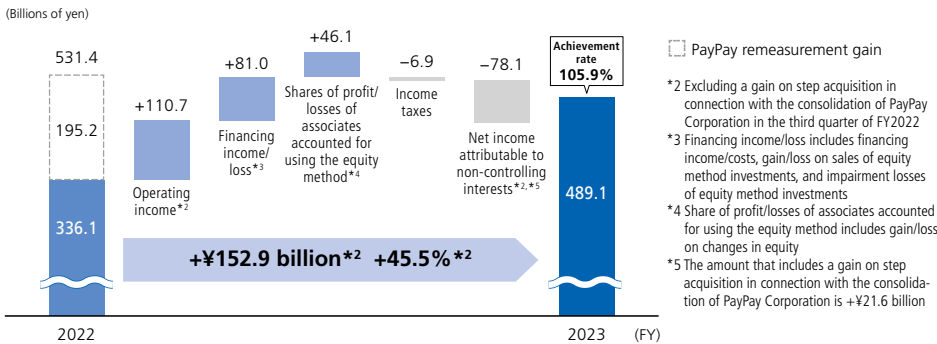 (Billions of yen)
531.4
195.2
336.1
+110.7
Operating
income*2
+81.0
Financing
income/
loss*3
+46.1
Shares of profit/
losses of
associates
accounted for
using the equity
method*4
−6.9
Income
taxes
−78.1
Net income
attributable to
non-controlling
interests*2,*5
Achievement
rate
105.9%
489.1
+¥152.9 billion*2 +45.5%*2
2022
2023
(FY)
PayPay remeasurement gain
*2 Excluding a gain on step acquisition in
connection with the consolidation of PayPay
Corporation in the third quarter of FY2022
*3 Financing income/loss includes financing
income/costs, gain/loss on sales of equity
method investments, and impairment losses
of equity method investments
*4 Share of profit/losses of associates accounted
for using the equity method includes gain/loss
on changes in equity
*5 The amount that includes a gain on step
acquisition in connection with the consolida-
tion of PayPay Corporation is +¥21.6 billion